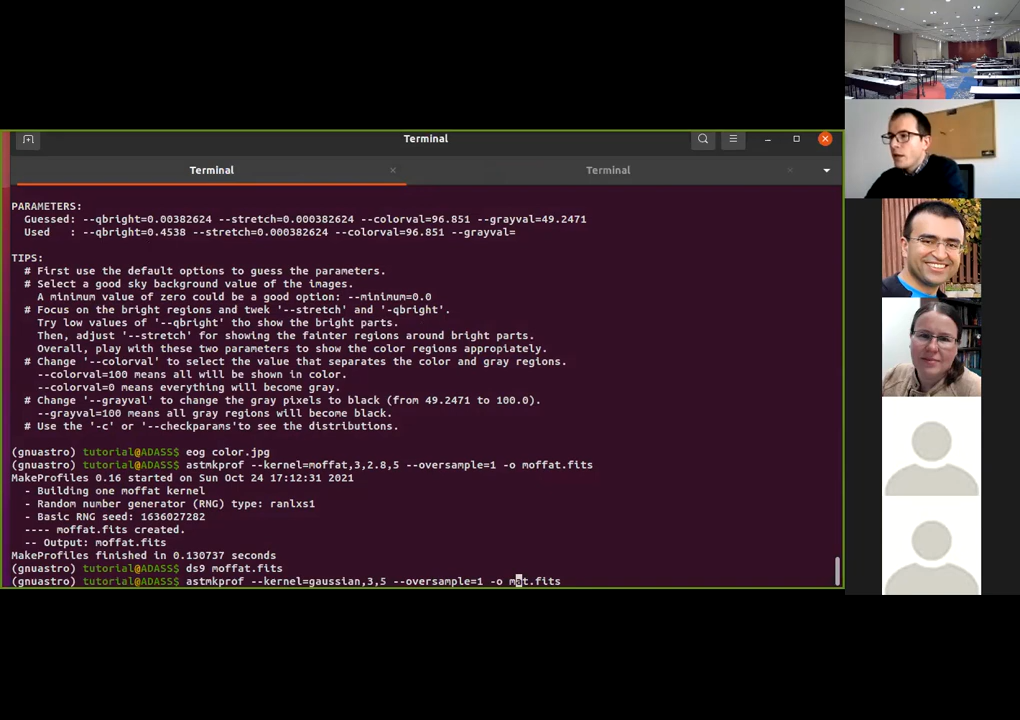 Terminal
Terminal
Terminal
PARAMETERS:
Guessed: --qbright=0.00382624 --stretch=0.000382624 --colorval=96.851 --grayval=49.2471
Used : --qbright=0.4538 --stretch=0.000382624 --colorval=96.851 --grayval=
TIPS:
# First use the default options to guess the parameters.
# Select a good sky background value of the images.
A minimum value of zero could be a good option: --minimum=0.0
# Focus on the bright regions and twek '--stretch' and '-qbright'.
Try low values of '--qbright' tho show the bright parts.
Then, adjust '--stretch' for showing the fainter regions around bright parts.
Overall, play with these two parameters to show the color regions appropiately.
# Change '--colorval' to select the value that separates the color and gray regions.
--colorval=100 means all will be shown in color.
--colorval=0 means everything will become gray.
# Change '--grayval' to change the gray pixels to black (from 49.2471 to 100.0).
--grayval=100 means all gray regions will become black.
# Use the '-c' or '--checkparams'to see the distributions.
(gnuastro) tutorial@ADASS$ eog color.jpg
(gnuastro) tutorial@ADASS$ astmkprof --kernel=moffat,3,2.8,5 --oversample=1 -o moffat.fits
MakeProfiles 0.16 started on Sun Oct 24 17:12:31 2021
- Building one moffat kernel
- Random number generator (RNG) type: ranlxs1
- Basic RNG seed: 1636027282
---- moffat.fits created.
-- Output: moffat.fits
MakeProfiles finished in 0.130737 seconds
(gnuastro) tutorial@ADASS$ ds9 moffat.fits
(gnuastro) tutorial@ADASS$ astmkprof --kernel=gaussian,3,5 --oversample=1 -o mat.fits